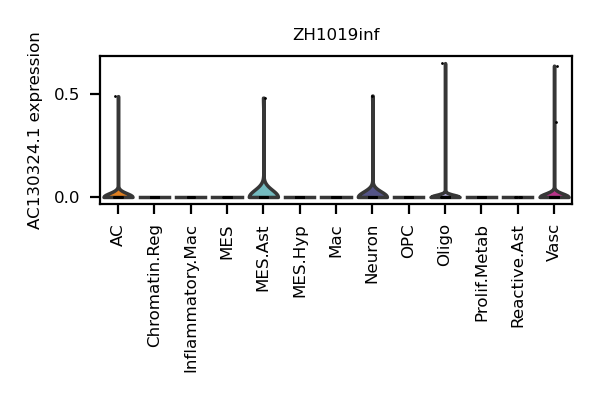 ZH1019inf
AC130324.1 expression
0.5
0.0
AC
Chromatin.Reg
Inflammatory.Mac
MES
MES.Ast
MES.Hyp
Mac
Neuron
OPC
Oligo
Prolif.Metab
Reactive.Ast
Vasc